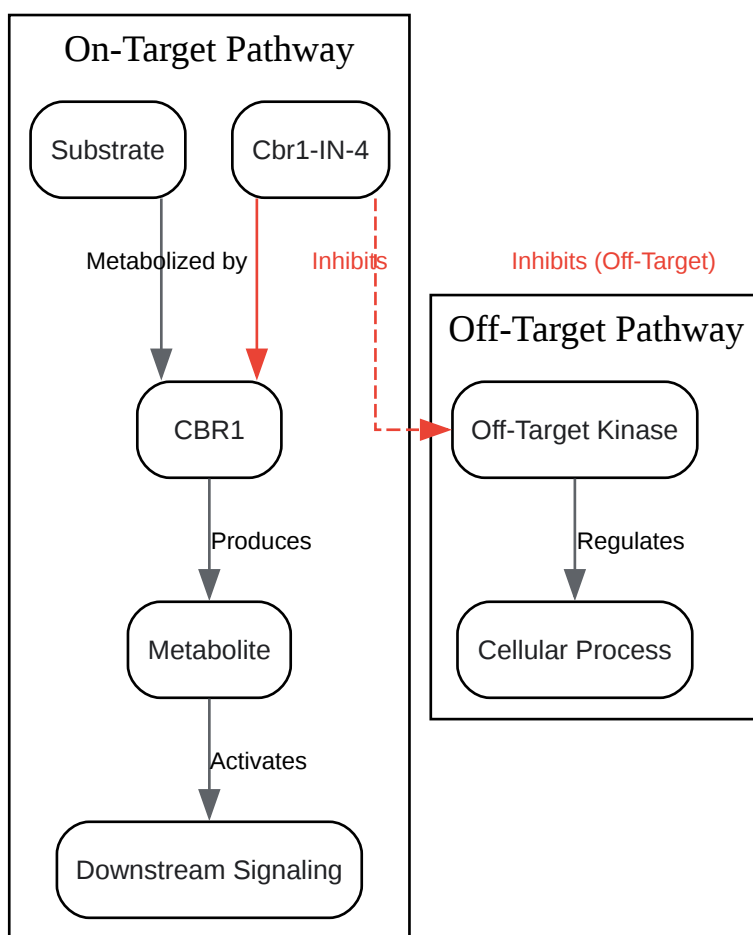 On-Target Pathway
Substrate
Cbr1-IN-4
Metabolized by
Inhibits
Inhibits (Off-Target)
Off-Target Pathway
CBR1
Off-Target Kinase
Produces
Regulates
Metabolite
Cellular Process
Activates
Downstream Signaling